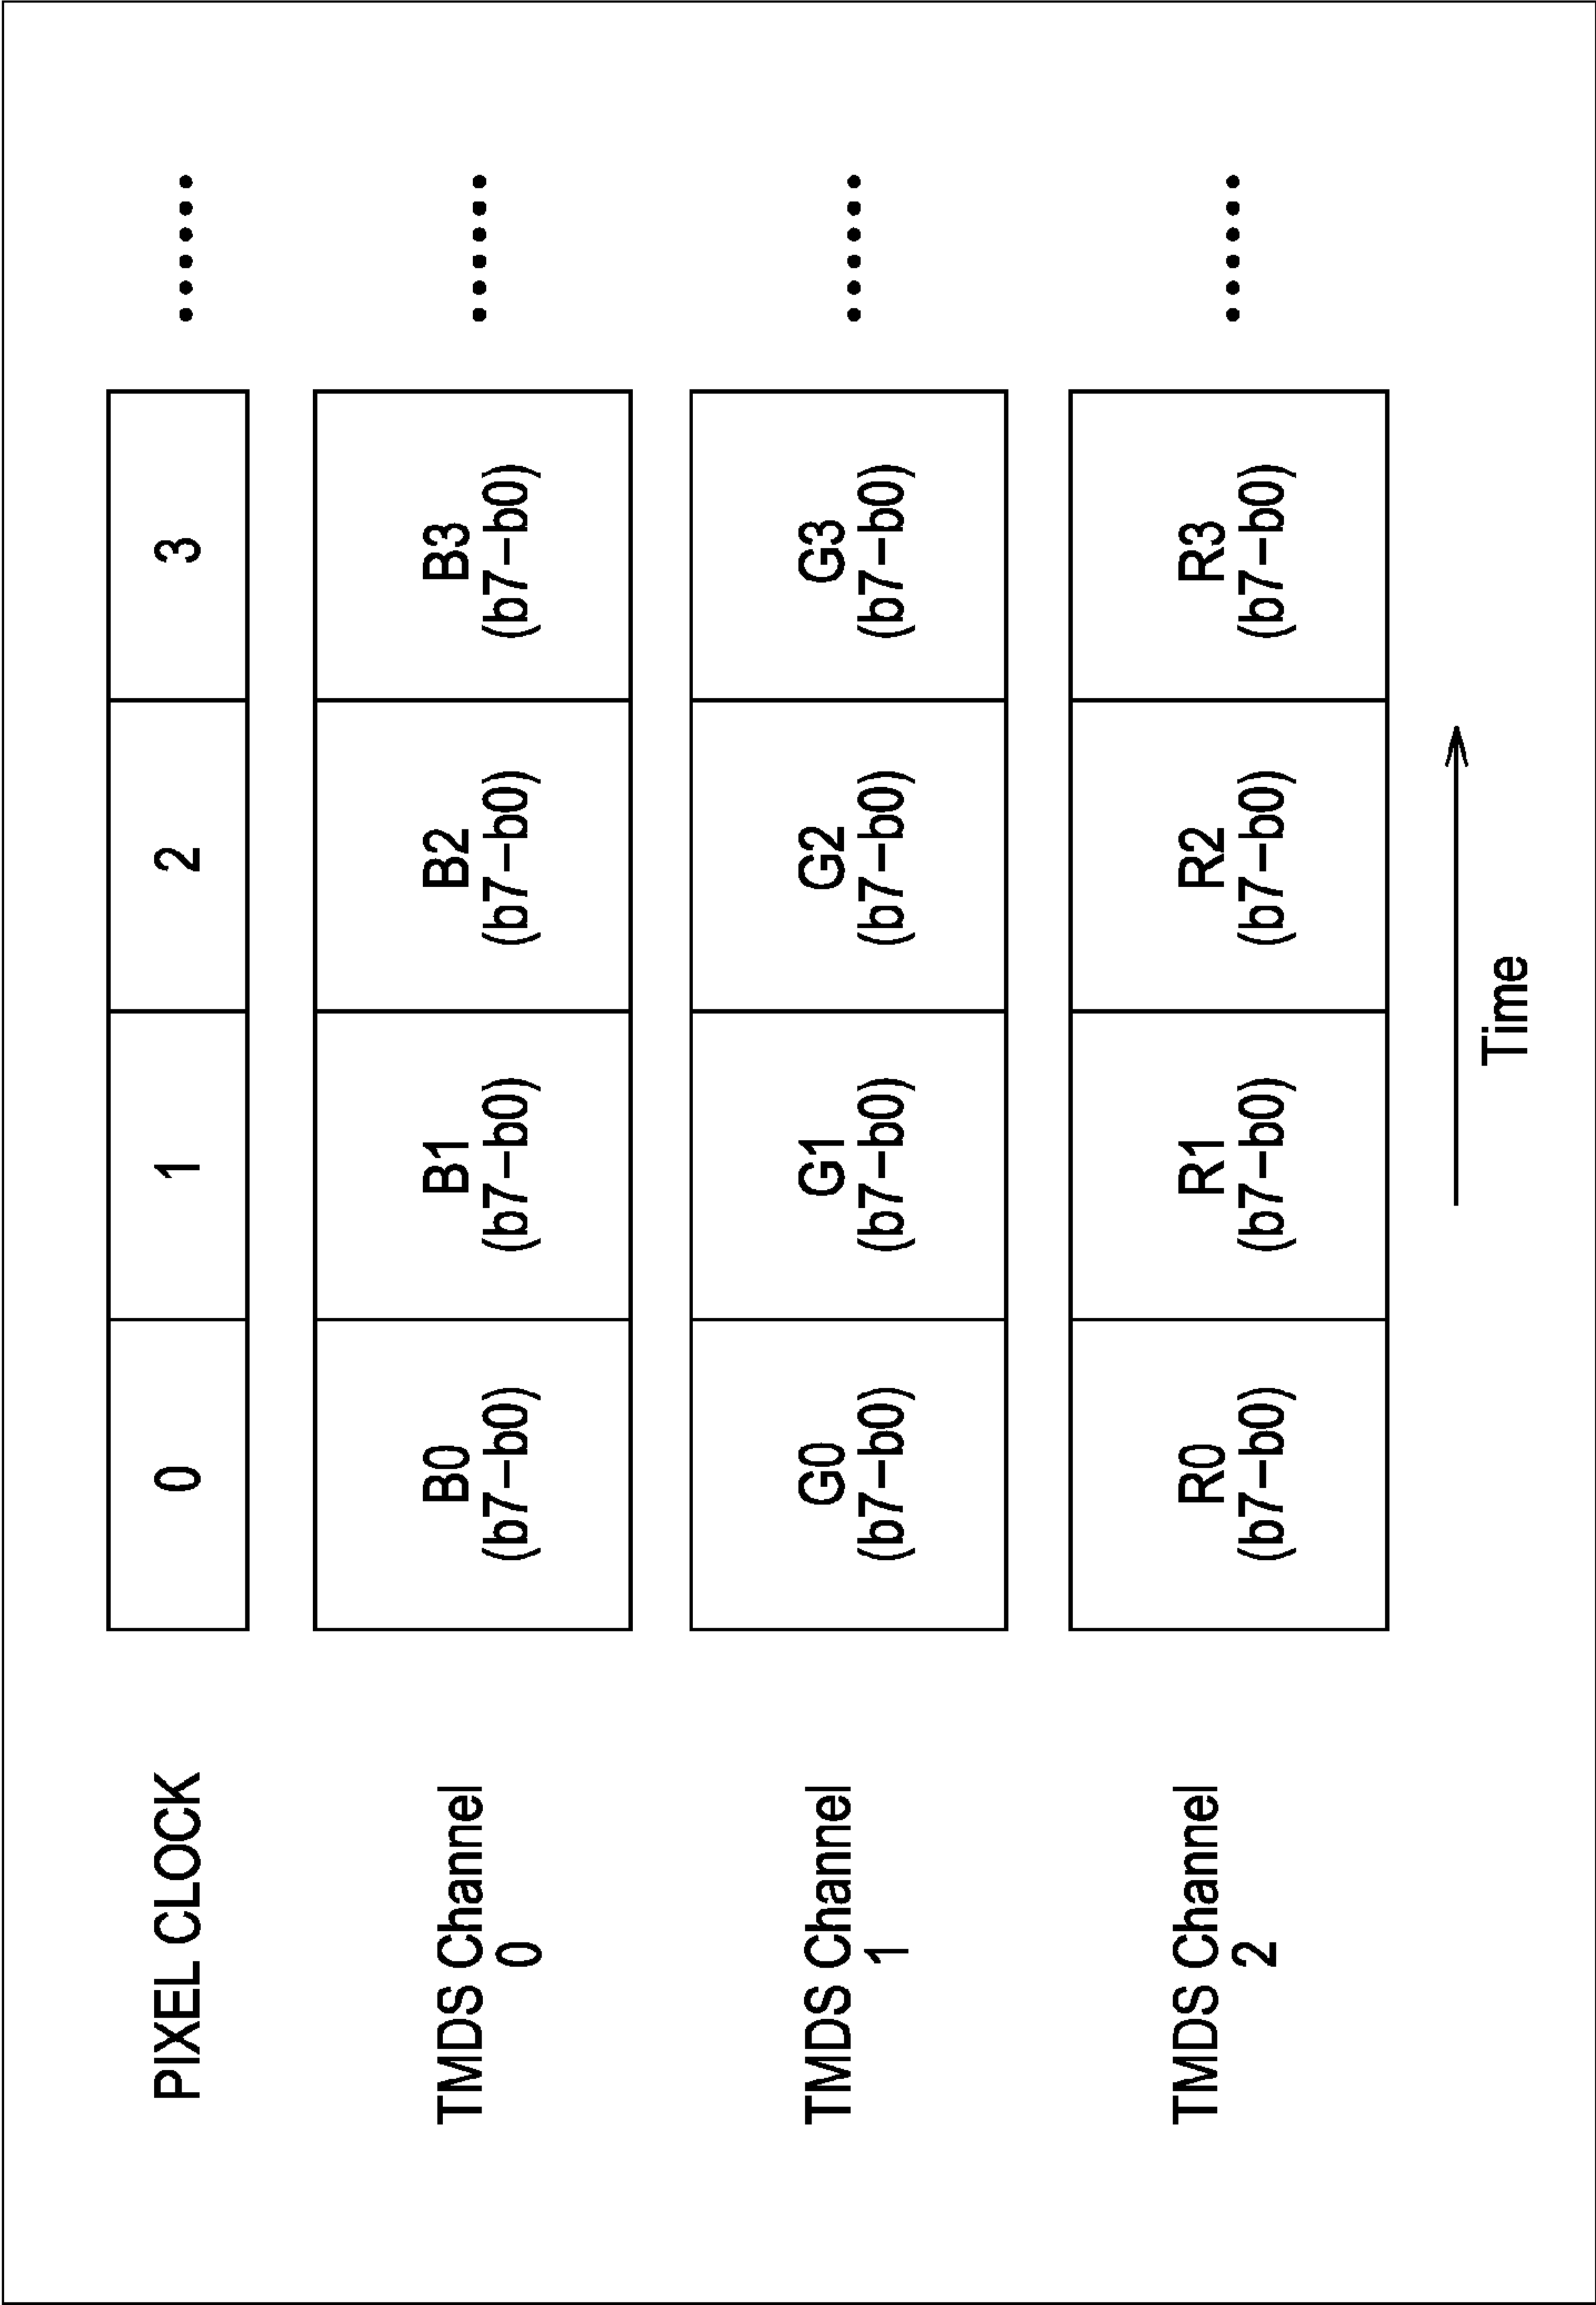 PIXEL CLOCK 0 1 2 3 ......
TMDS Channel
0
B0
(b7-b0)
B1
(b7-b0)
B2
(b7-b0)
B3
(b7-b0)
......
TMDS Channel
1
G0
(b7-b0)
G1
(b7-b0)
G2
(b7-b0)
G3
(b7-b0)
......
TMDS Channel
2
R0
(b7-b0)
R1
(b7-b0)
R2
(b7-b0)
R3
(b7-b0)
......
Time